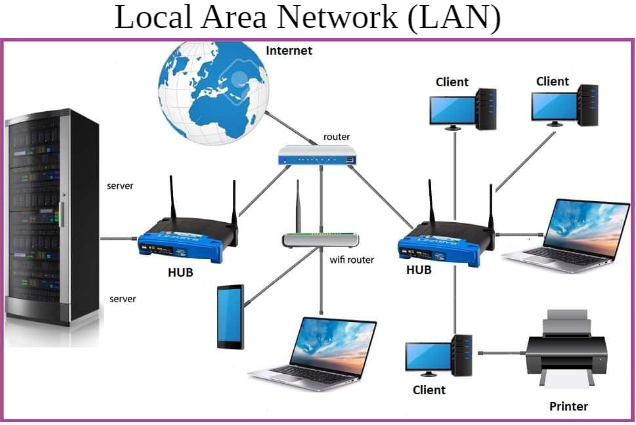 Local Area Network (LAN)
Internet
Client
Client
router
server
HUB
wifi router
HUB
server
Client
Printer